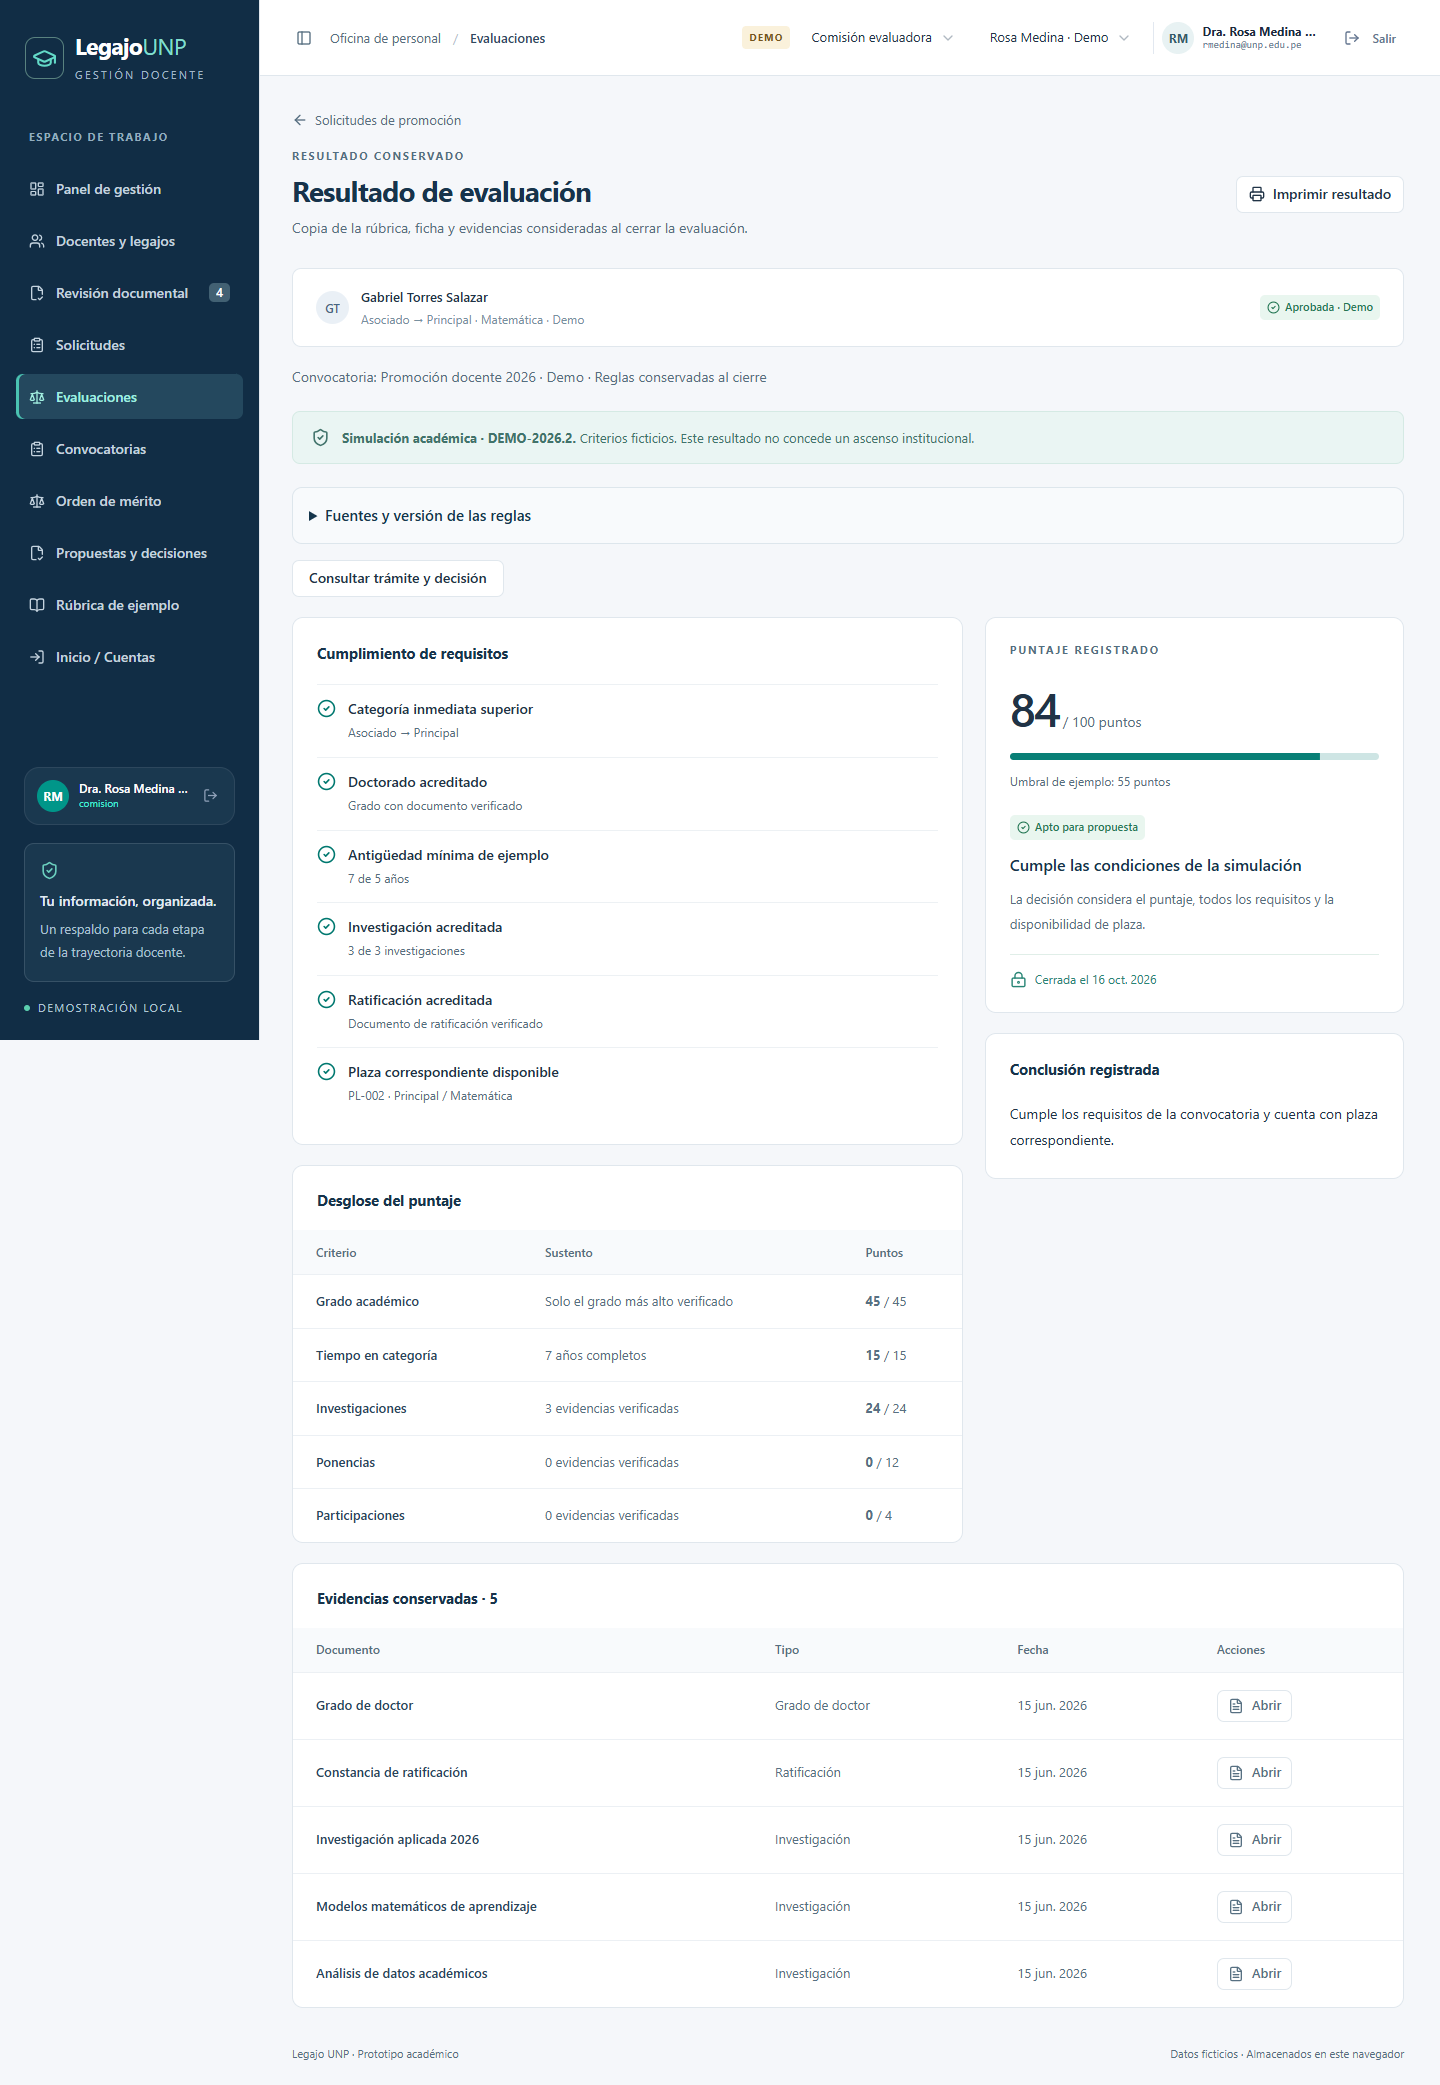 LegajoUNP
GESTIÓN DOCENTE
ESPACIO DE TRABAJO
Panel de gestión
Docentes y legajos
Revisión documental 4
Solicitudes
Evaluaciones
Convocatorias
Orden de mérito
Propuestas y decisiones
Rúbrica de ejemplo
Inicio / Cuentas
RM
Dra. Rosa Medina ...
comision
Tu información, organizada.
Un respaldo para cada etapa
de la trayectoria docente.
DEMOSTRACIÓN LOCAL
Oficina de personal / Evaluaciones
DEMO
Comisión evaluadora
Rosa Medina · Demo
RM
Dra. Rosa Medina ...
rmedina@unp.edu.pe
Salir
Solicitudes de promoción
RESULTADO CONSERVADO
Resultado de evaluación
Imprimir resultado
Copia de la rúbrica, ficha y evidencias consideradas al cerrar la evaluación.
GT
Gabriel Torres Salazar
Asociado → Principal · Matemática · Demo
Aprobada · Demo
Convocatoria: Promoción docente 2026 · Demo · Reglas conservadas al cierre
Simulación académica · DEMO-2026.2. Criterios ficticios. Este resultado no concede un ascenso institucional.
Fuentes y versión de las reglas
Consultar trámite y decisión
Cumplimiento de requisitos
Categoría inmediata superior
Asociado → Principal
Doctorado acreditado
Grado con documento verificado
Antigüedad mínima de ejemplo
7 de 5 años
Investigación acreditada
3 de 3 investigaciones
Ratificación acreditada
Documento de ratificación verificado
Plaza correspondiente disponible
PL-002 · Principal / Matemática
PUNTAJE REGISTRADO
84 / 100 puntos
Umbral de ejemplo: 55 puntos
Apto para propuesta
Cumple las condiciones de la simulación
La decisión considera el puntaje, todos los requisitos y la
disponibilidad de plaza.
Cerrada el 16 oct. 2026
Conclusión registrada
Cumple los requisitos de la convocatoria y cuenta con plaza
correspondiente.
Desglose del puntaje
Criterio Sustento Puntos
Grado académico Solo el grado más alto verificado 45 / 45
Tiempo en categoría 7 años completos 15 / 15
Investigaciones 3 evidencias verificadas 24 / 24
Ponencias 0 evidencias verificadas 0 / 12
Participaciones 0 evidencias verificadas 0 / 4
Evidencias conservadas · 5
Documento Tipo Fecha Acciones
Grado de doctor Grado de doctor 15 jun. 2026 Abrir
Constancia de ratificación Ratificación 15 jun. 2026 Abrir
Investigación aplicada 2026 Investigación 15 jun. 2026 Abrir
Modelos matemáticos de aprendizaje Investigación 15 jun. 2026 Abrir
Análisis de datos académicos Investigación 15 jun. 2026 Abrir
Legajo UNP · Prototipo académico
Datos ficticios · Almacenados en este navegador